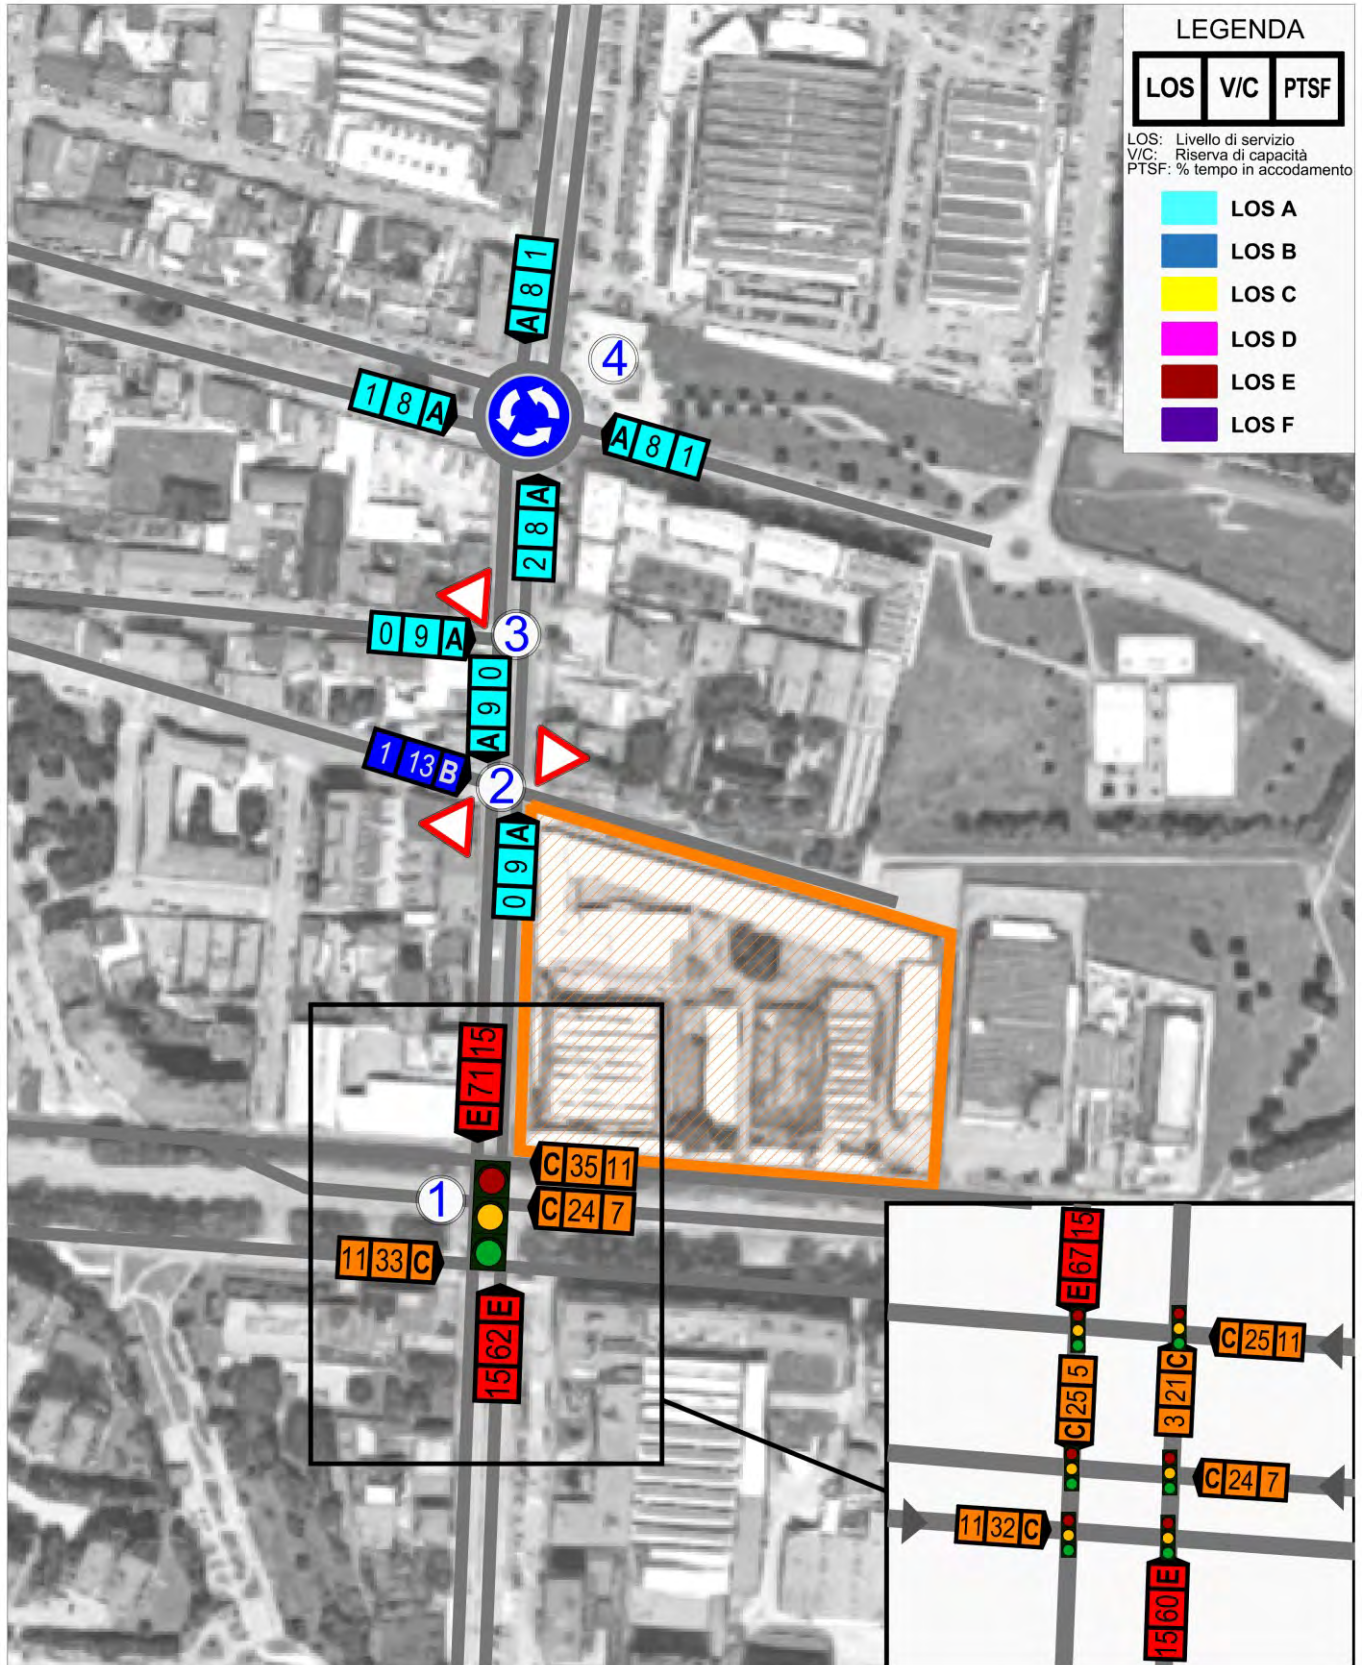 LEGENDA
LOS V/C PTSF
LOS: Livello di servizio
V/C: Riserva di capacità
PTSF: % tempo in accodamento
LOS A
LOS B
LOS C
LOS D
LOS E
LOS F
A 8 1
4
1 8 A
A 8 1
2 8 A
0 9 A
3
A 9 0
1 13 B
2
0 9 A
E 71 15
C 35 11
1
C 24 7
11 33 C
15 62 E
E 67 15
C 25 11
C 25 5
3 21 C
C 24 7
11 32 C
15 60 E